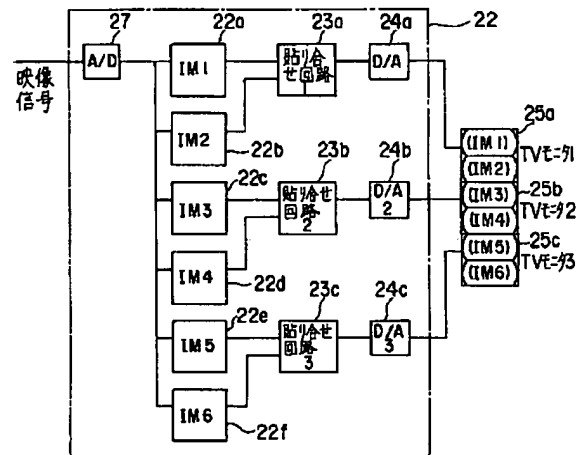 27
22a
23a
24a
22
A/D
IM1
貼り合
せ回路
1
D/A
1
映像
信号
IM2
22b
22c
23b
24b
25a
(IM1)
TVモニタ1
(IM2)
IM3
貼り合せ
回路
2
D/A
2
(IM3)
25b
TVモニタ2
(IM4)
IM4
22d
22e
23c
24c
(IM5)
25c
TVモニタ3
(IM6)
IM5
貼り合せ
回路
3
D/A
3
IM6
22f